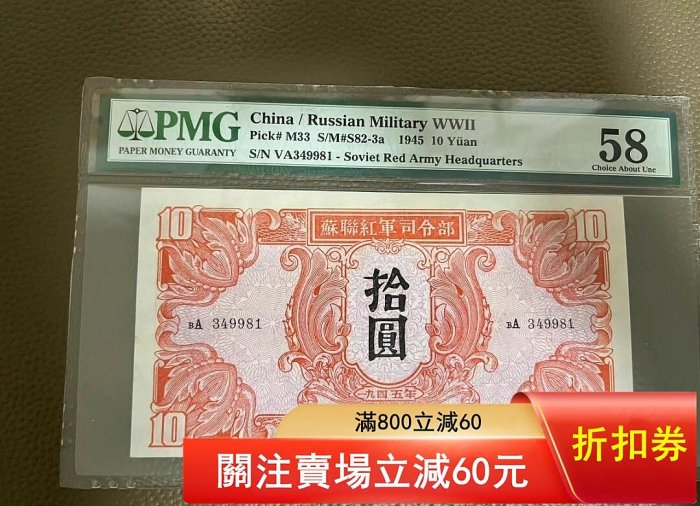 PMG
PAPER MONEY GUARANTY
China / Russian Military WWII
Pick# M33 S/M#S82-3a 1945 10 Yüan
S/N VA349981 - Soviet Red Army Headquarters
58
Choice About Unc
10
10
蘇聯紅軍司令部
拾圓
вА 349981
вА 349981
一九四五年
10
滿800立減60
關注賣場立減60元
折扣券